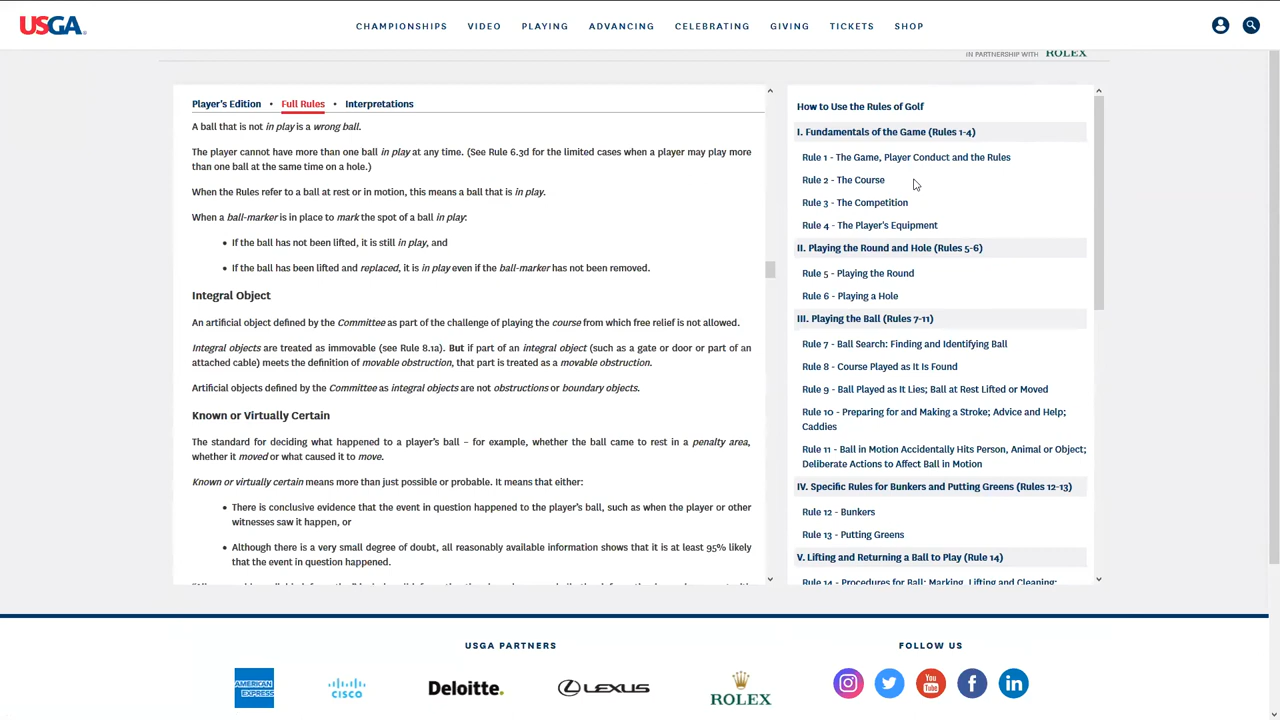 USGA
CHAMPIONSHIPS VIDEO PLAYING ADVANCING CELEBRATING GIVING TICKETS SHOP
IN PARTNERSHIP WITH ROLEX
Player's Edition • Full Rules • Interpretations
A ball that is not in play is a wrong ball.
The player cannot have more than one ball in play at any time. (See Rule 6.3d for the limited cases when a player may play more
than one ball at the same time on a hole.)
When the Rules refer to a ball at rest or in motion, this means a ball that is in play.
When a ball-marker is in place to mark the spot of a ball in play:
• If the ball has not been lifted, it is still in play, and
• If the ball has been lifted and replaced, it is in play even if the ball-marker has not been removed.
Integral Object
An artificial object defined by the Committee as part of the challenge of playing the course from which free relief is not allowed.
Integral objects are treated as immovable (see Rule 8.1a). But if part of an integral object (such as a gate or door or part of an
attached cable) meets the definition of movable obstruction, that part is treated as a movable obstruction.
Artificial objects defined by the Committee as integral objects are not obstructions or boundary objects.
Known or Virtually Certain
The standard for deciding what happened to a player's ball – for example, whether the ball came to rest in a penalty area,
whether it moved or what caused it to move.
Known or virtually certain means more than just possible or probable. It means that either:
• There is conclusive evidence that the event in question happened to the player's ball, such as when the player or other
witnesses saw it happen, or
• Although there is a very small degree of doubt, all reasonably available information shows that it is at least 95% likely
that the event in question happened.
How to Use the Rules of Golf
I. Fundamentals of the Game (Rules 1-4)
Rule 1 - The Game, Player Conduct and the Rules
Rule 2 - The Course
Rule 3 - The Competition
Rule 4 - The Player's Equipment
II. Playing the Round and Hole (Rules 5-6)
Rule 5 - Playing the Round
Rule 6 - Playing a Hole
III. Playing the Ball (Rules 7-11)
Rule 7 - Ball Search: Finding and Identifying Ball
Rule 8 - Course Played as It Is Found
Rule 9 - Ball Played as It Lies; Ball at Rest Lifted or Moved
Rule 10 - Preparing for and Making a Stroke; Advice and Help;
Caddies
Rule 11 - Ball in Motion Accidentally Hits Person, Animal or Object;
Deliberate Actions to Affect Ball in Motion
IV. Specific Rules for Bunkers and Putting Greens (Rules 12-13)
Rule 12 - Bunkers
Rule 13 - Putting Greens
V. Lifting and Returning a Ball to Play (Rule 14)
Rule 14 - Procedures for Ball: Marking, Lifting and Cleaning;
USGA PARTNERS
AMERICAN
EXPRESS
CISCO
Deloitte.
LEXUS
ROLEX
FOLLOW US
You
Tube